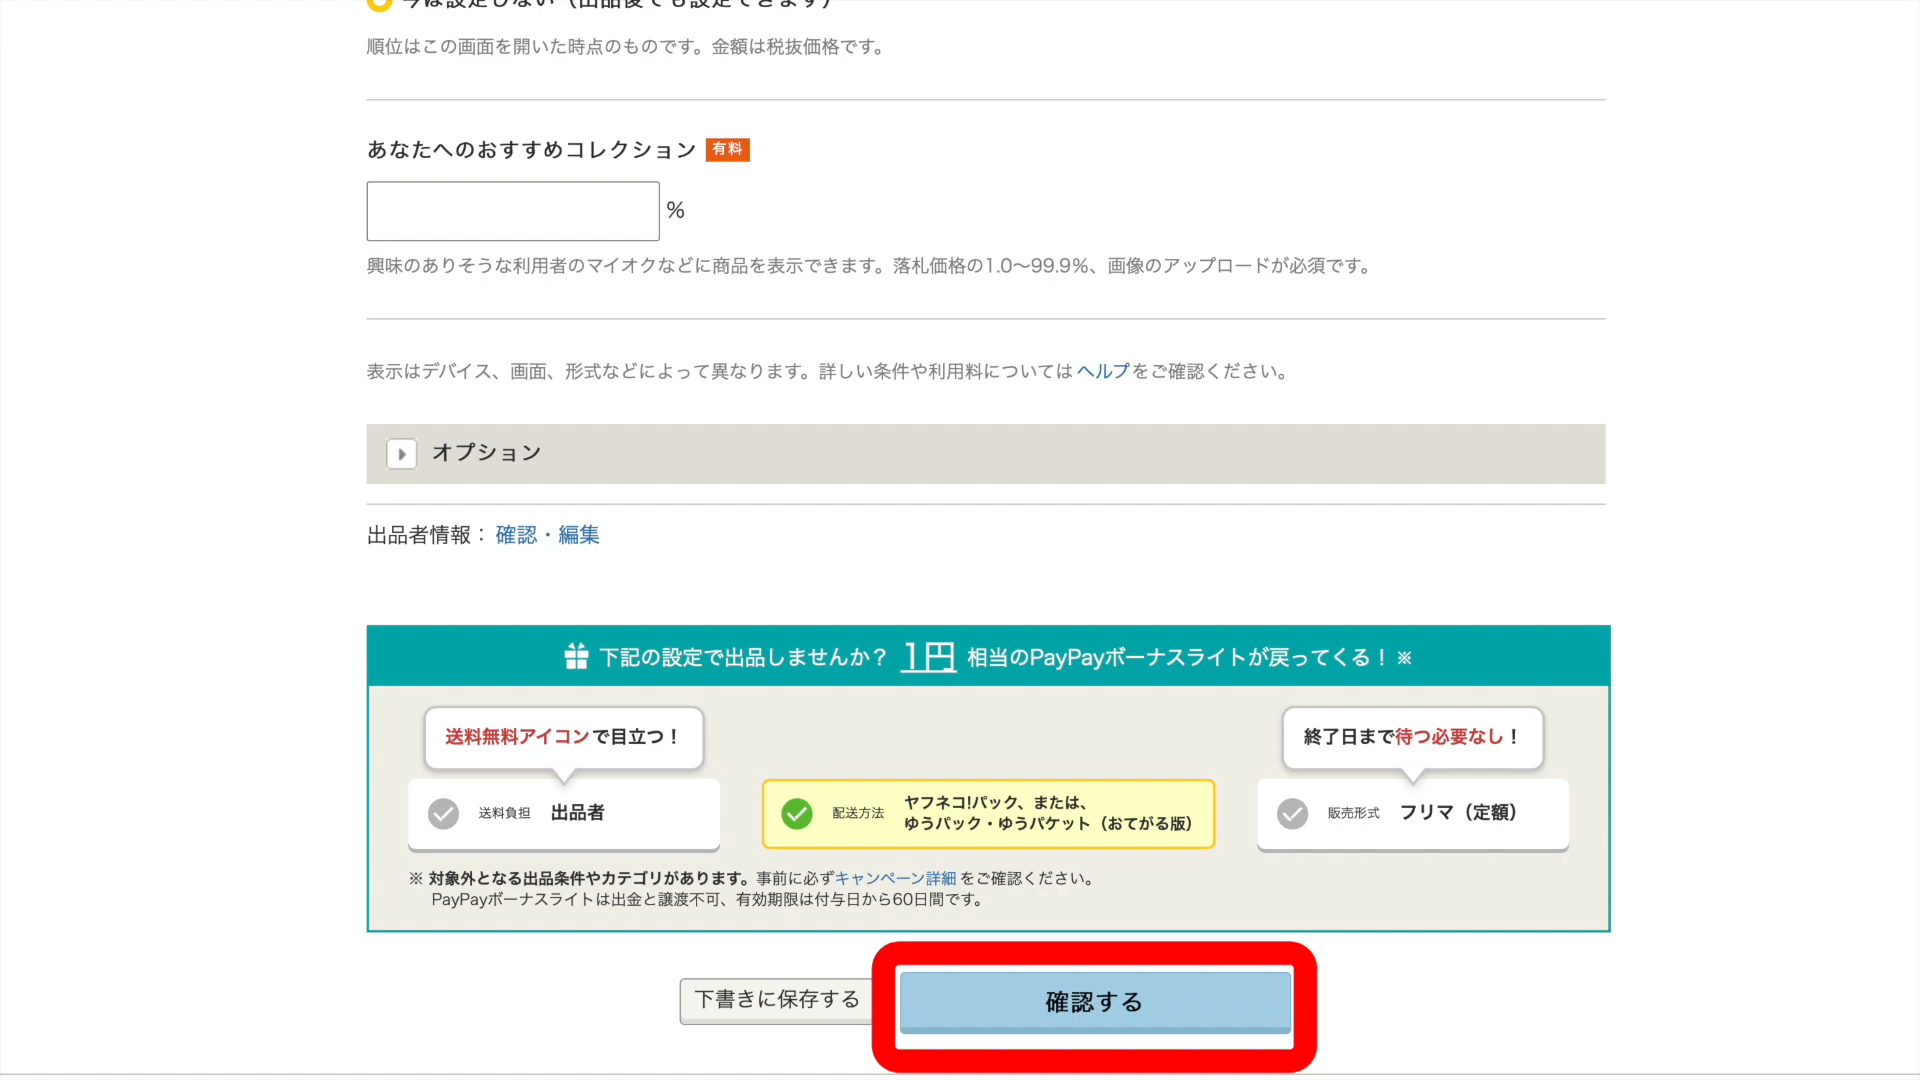 今は設定しない（出品後でも設定できます）
順位はこの画面を開いた時点のものです。金額は税抜価格です。
あなたへのおすすめコレクション 有料
%
興味のありそうな利用者のマイオクなどに商品を表示できます。落札価格の1.0～99.9％、画像のアップロードが必須です。
表示はデバイス、画面、形式などによって異なります。詳しい条件や利用料についてはヘルプをご確認ください。
オプション
出品者情報： 確認・編集
下記の設定で出品しませんか？ 1円 相当のPayPayボーナスライトが戻ってくる！※
送料無料アイコンで目立つ！
終了日まで待つ必要なし！
送料負担 出品者
配送方法 ヤフネコ!パック、または、
ゆうパック・ゆうパケット（おてがる版）
販売形式 フリマ（定額）
※ 対象外となる出品条件やカテゴリがあります。事前に必ずキャンペーン詳細 をご確認ください。
PayPayボーナスライトは出金と譲渡不可、有効期限は付与日から60日間です。
下書きに保存する
確認する